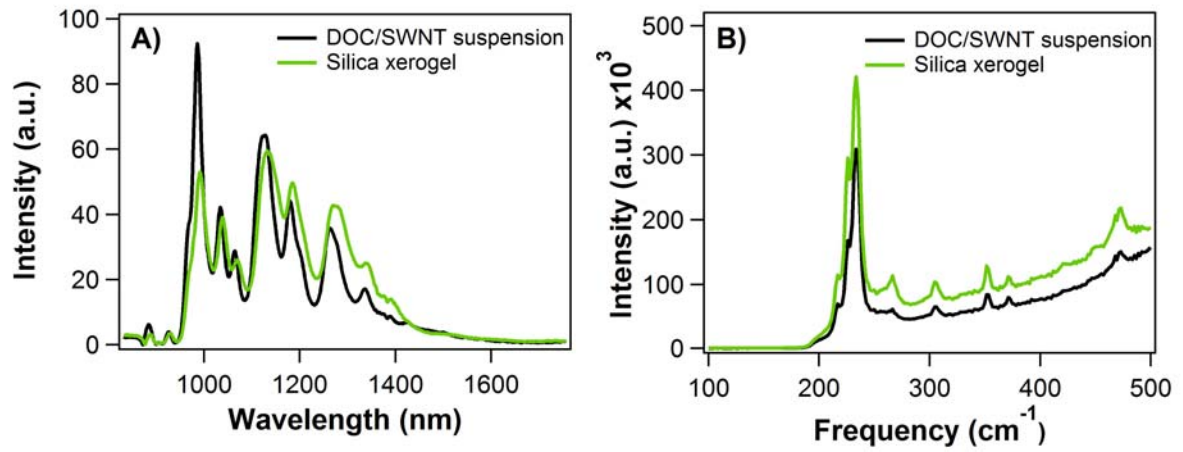 A)
DOC/SWNT suspension
Silica xerogel
100
80
60
40
20
0
Intensity (a.u.)
1000 1200 1400 1600
Wavelength (nm)
B)
DOC/SWNT suspension
Silica xerogel
500
400
300
200
100
0
Intensity (a.u.) x10³
100 200 300 400 500
Frequency (cm⁻¹)